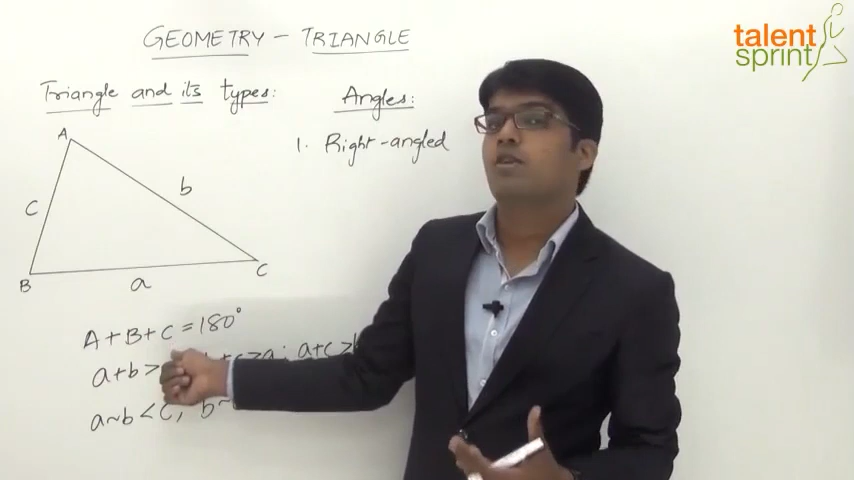 GEOMETRY - TRIANGLE
talent
sprint
Triangle and its types:
Angles:
1. Right-angled
A
b
C
B
a
C
A + B + C = 180°
a + b > a; a + c >
a ~ b < C, b ~